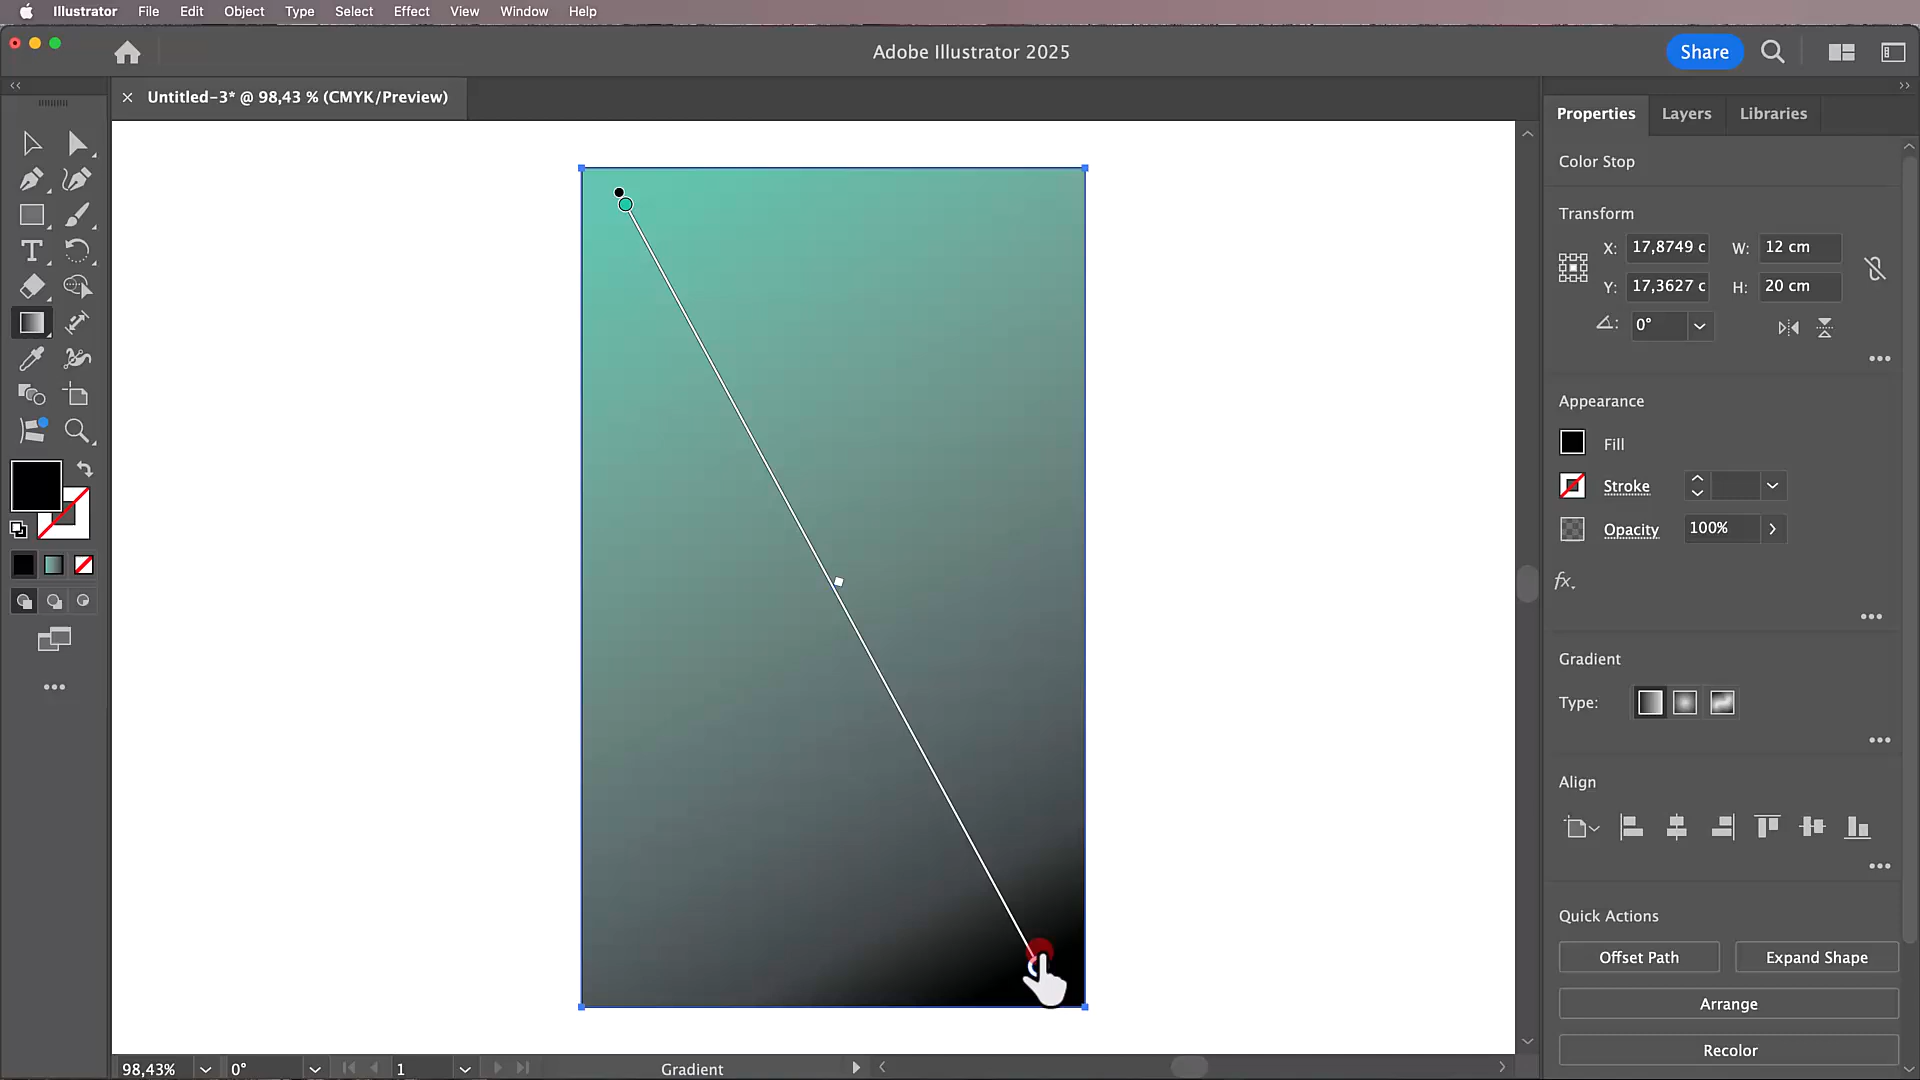 Illustrator File Edit Object Type Select Effect View Window Help
Adobe Illustrator 2025
Share
Untitled-3* @ 98,43 % (CMYK/Preview)
Properties Layers Libraries
Color Stop
Transform
X: 17,8749 c W: 12 cm
Y: 17,3627 c H: 20 cm
0°
Appearance
Fill
Stroke
Opacity 100%
fx.
Gradient
Type:
Align
Quick Actions
Offset Path Expand Shape
Arrange
Recolor
98,43% 0° 1 Gradient